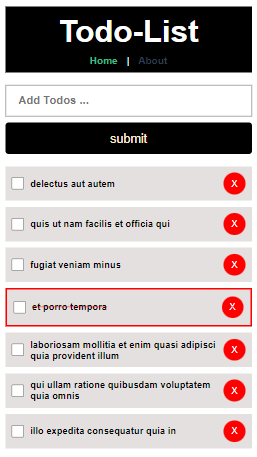 Todo-List
Home | About
Add Todos ...
submit
delectus aut autem
X
quis ut nam facilis et officia qui
X
fugiat veniam minus
X
et porro tempora
X
laboriosam mollitia et enim quasi adipisci
quia provident illum
X
qui ullam ratione quibusdam voluptatem
quia omnis
X
illo expedita consequatur quia in
X